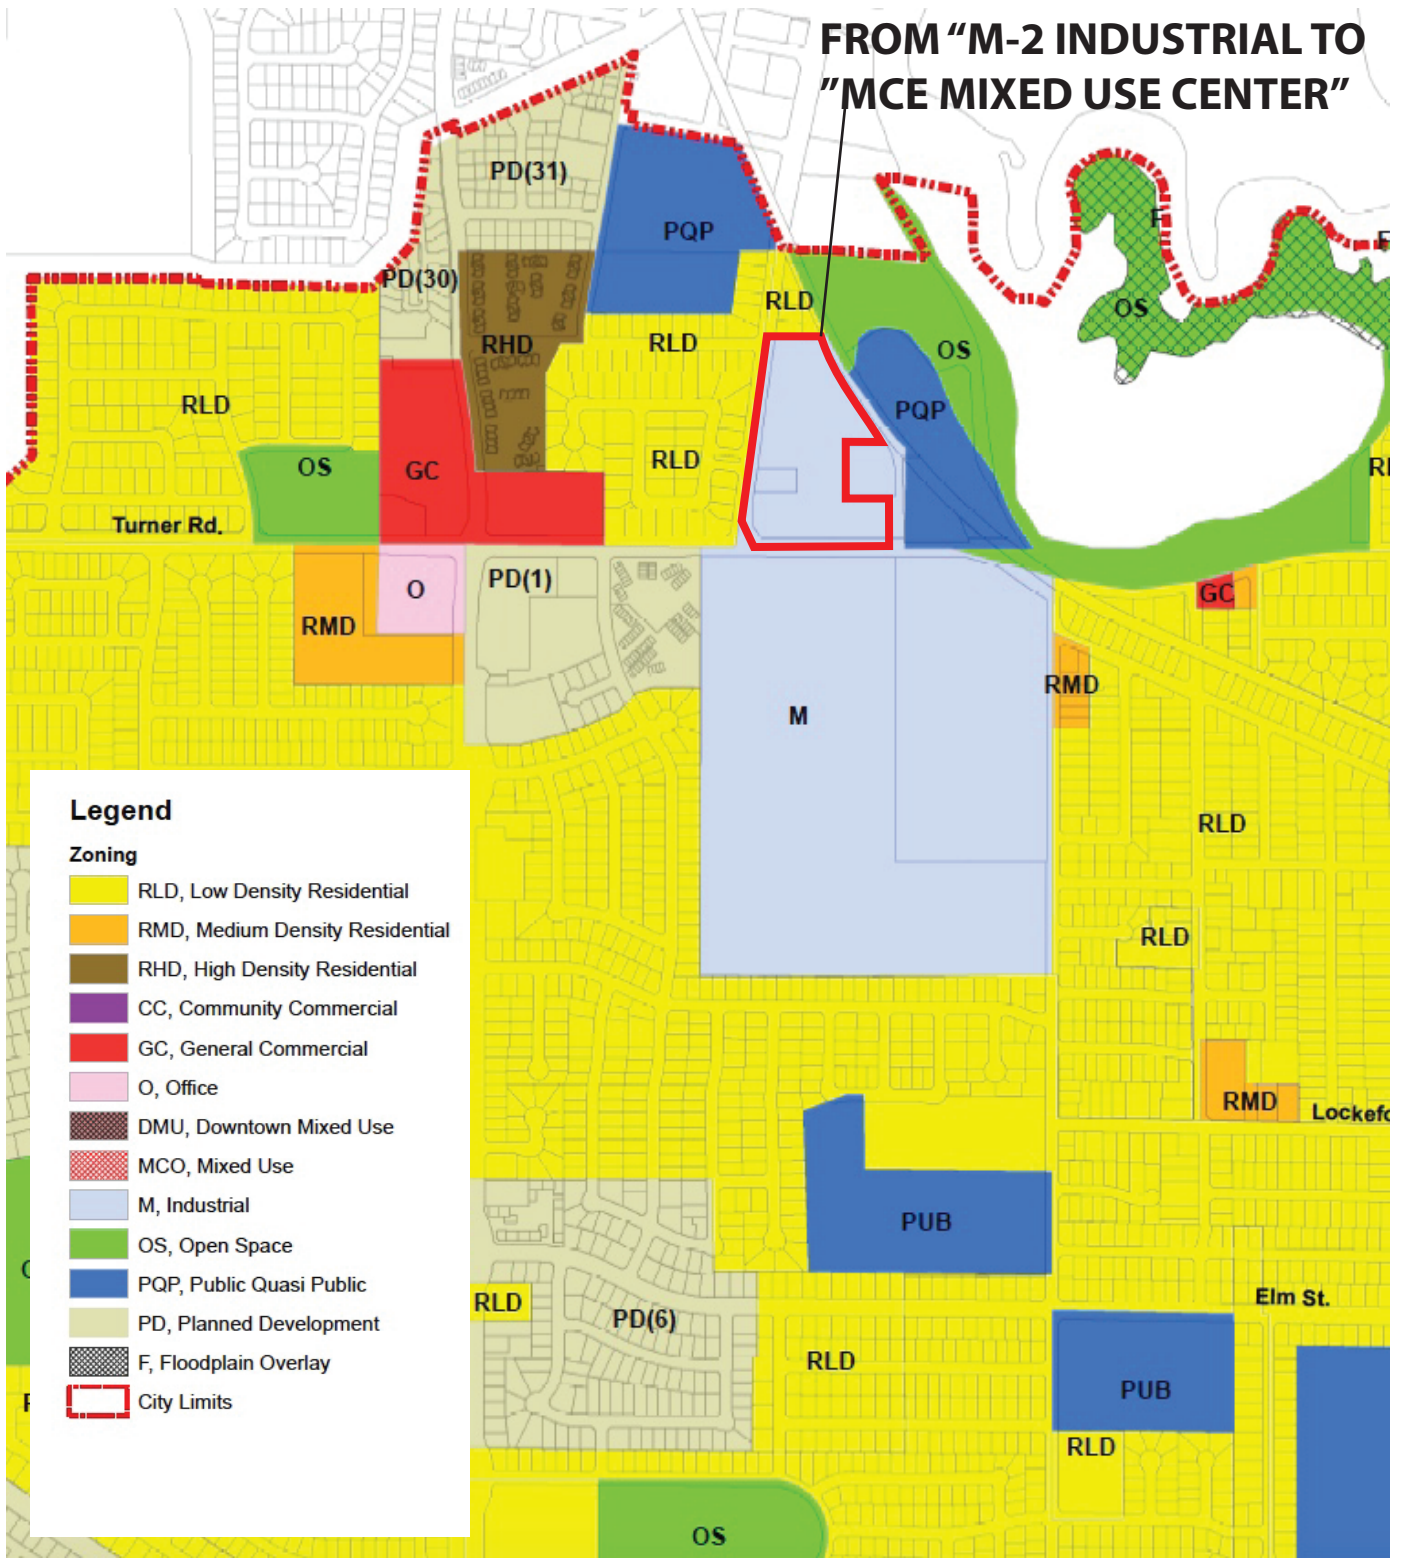 FROM “M-2 INDUSTRIAL TO
”MCE MIXED USE CENTER”
PD(31)
PQP
F
F
PD(30)
RLD
OS
RHD
RLD
OS
RLD
PQP
OS
GC
RLD
Turner Rd.
PD(1)
O
GC
RMD
RMD
M
RLD
RLD
RMD
Lockefo
PUB
RLD
PD(6)
Elm St.
RLD
PUB
RLD
OS
Legend
Zoning
RLD, Low Density Residential
RMD, Medium Density Residential
RHD, High Density Residential
CC, Community Commercial
GC, General Commercial
O, Office
DMU, Downtown Mixed Use
MCO, Mixed Use
M, Industrial
OS, Open Space
PQP, Public Quasi Public
PD, Planned Development
F, Floodplain Overlay
City Limits